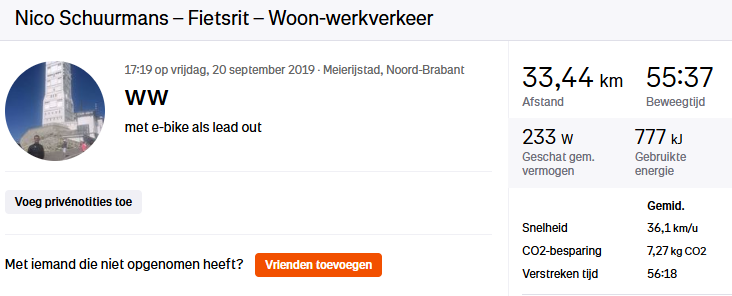 Nico Schuurmans – Fietsrit – Woon-werkverkeer
17:19 op vrijdag, 20 september 2019 · Meierijstad, Noord-Brabant
WW
met e-bike als lead out
Voeg privénotities toe
Met iemand die niet opgenomen heeft? Vrienden toevoegen
33,44 km 55:37
Afstand Beweegtijd
233 W 777 kJ
Geschat gem. Gebruikte
vermogen energie
Gemid.
Snelheid 36,1 km/u
CO2-besparing 7,27 kg CO2
Verstreken tijd 56:18